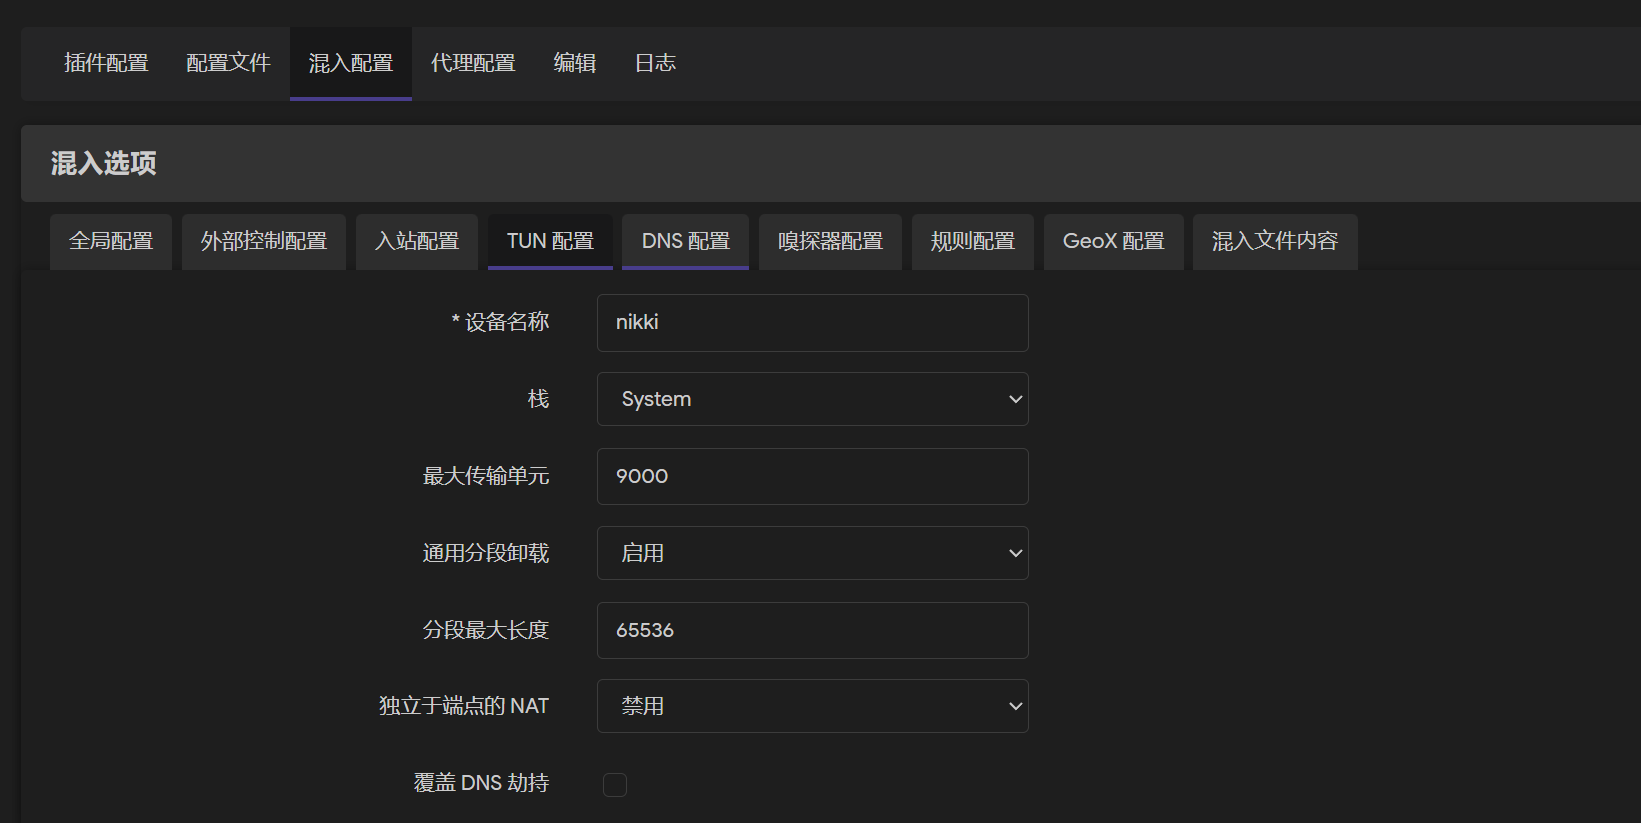 插件配置 配置文件 混入配置 代理配置 编辑 日志
混入选项
全局配置 外部控制配置 入站配置 TUN 配置 DNS 配置 嗅探器配置 规则配置 GeoX 配置 混入文件内容
* 设备名称 nikki
栈 System
最大传输单元 9000
通用分段卸载 启用
分段最大长度 65536
独立于端点的 NAT 禁用
覆盖 DNS 劫持